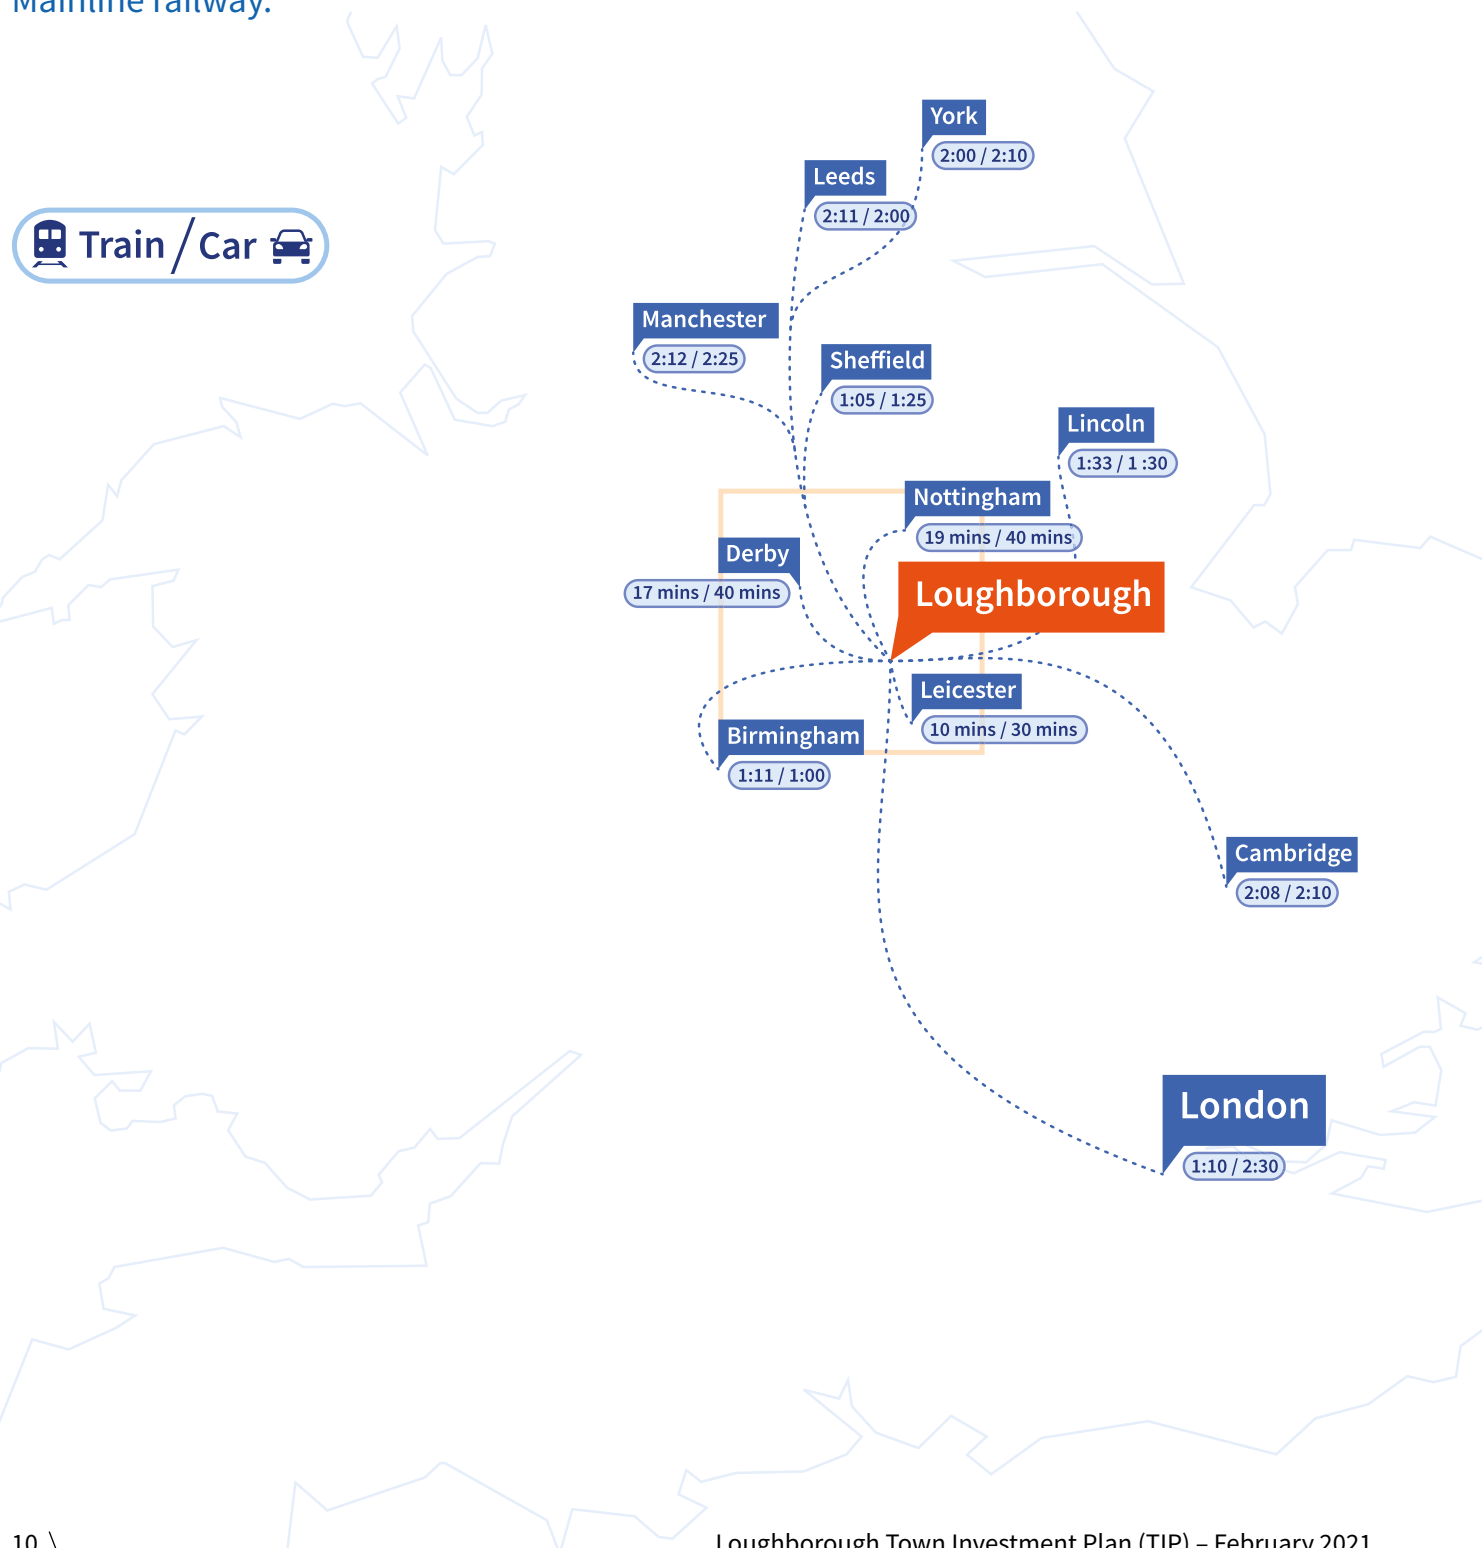 Mainline railway.
York
2:00 / 2:10
Leeds
2:11 / 2:00
Train / Car
Manchester
2:12 / 2:25
Sheffield
1:05 / 1:25
Lincoln
1:33 / 1 :30
Nottingham
19 mins / 40 mins
Derby
17 mins / 40 mins
Loughborough
Leicester
10 mins / 30 mins
Birmingham
1:11 / 1:00
Cambridge
2:08 / 2:10
London
1:10 / 2:30
10 \
Loughborough Town Investment Plan (TIP) – February 2021